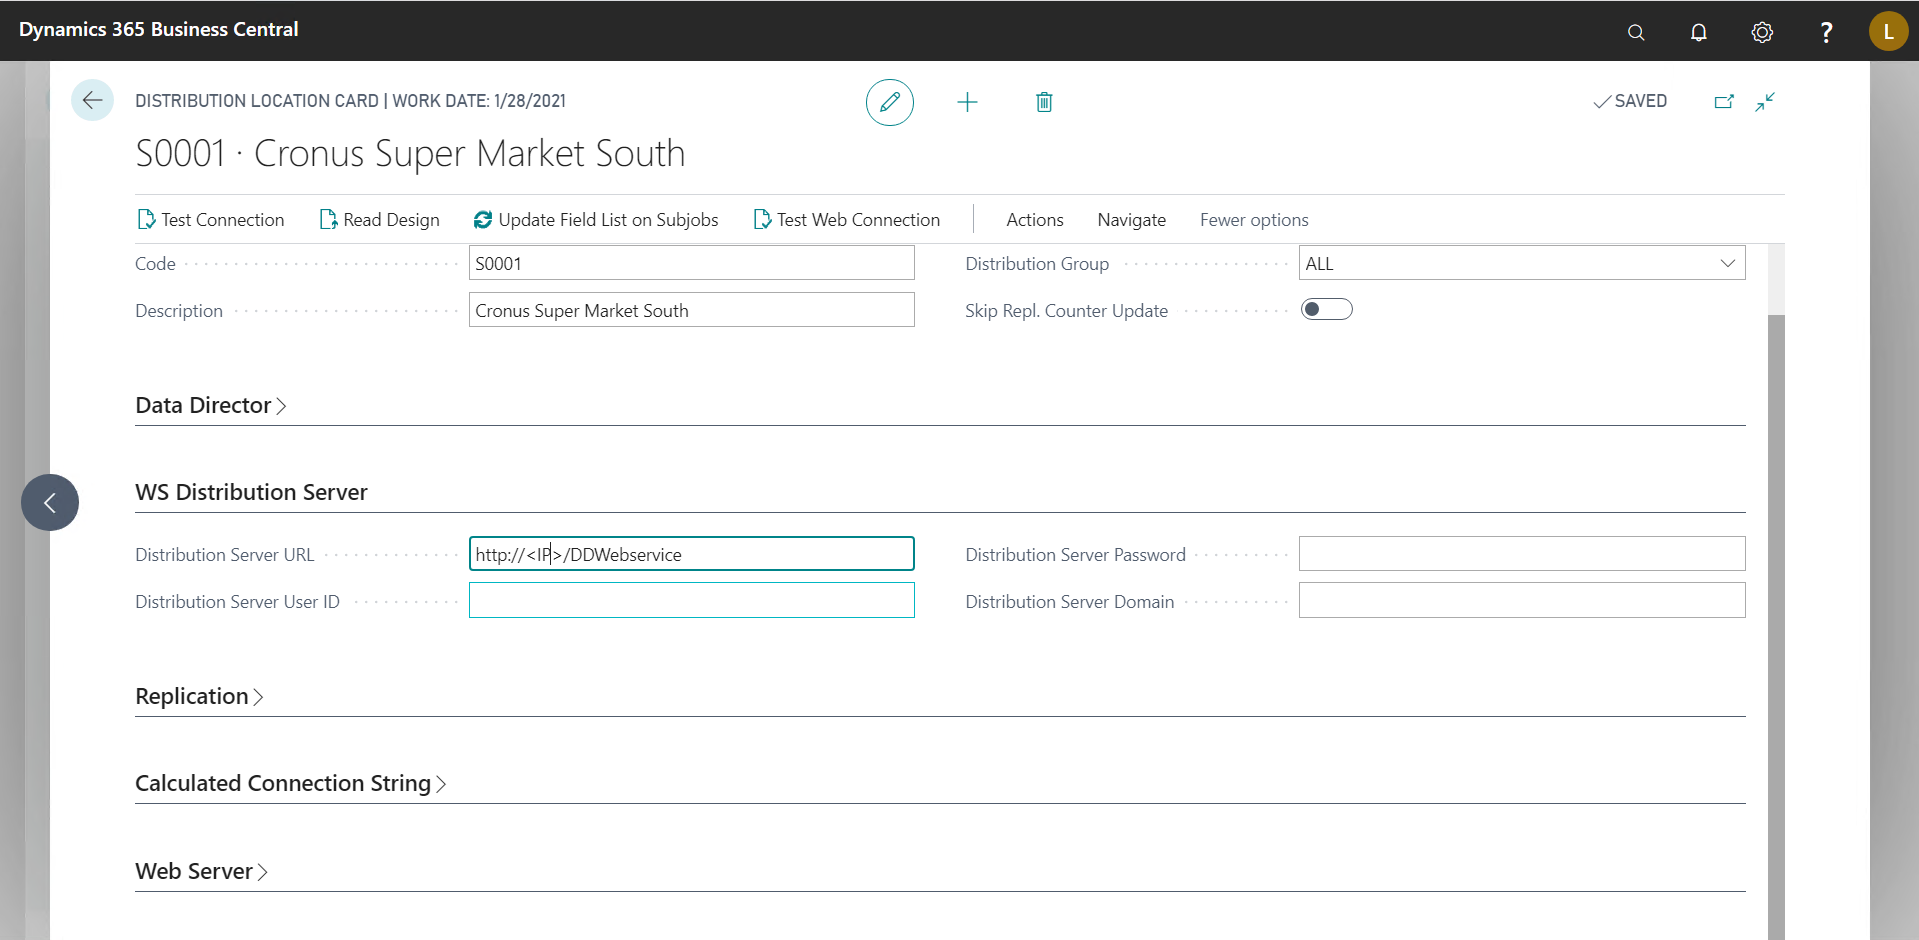 Dynamics 365 Business Central
?
L
DISTRIBUTION LOCATION CARD | WORK DATE: 1/28/2021
SAVED
S0001 · Cronus Super Market South
Test Connection
Read Design
Update Field List on Subjobs
Test Web Connection
Actions
Navigate
Fewer options
Code
S0001
Distribution Group
ALL
Description
Cronus Super Market South
Skip Repl. Counter Update
Data Director
WS Distribution Server
Distribution Server URL
http://<IP>/DDWebservice
Distribution Server Password
Distribution Server User ID
Distribution Server Domain
Replication
Calculated Connection String
Web Server